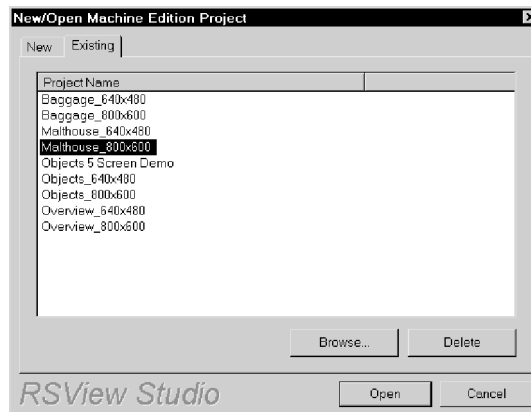 New/Open Machine Edition Project
New Existing
Project Name
Baggage_640x480
Baggage_800x600
Malthouse_640x480
Malthouse_800x600
Objects 5 Screen Demo
Objects_640x480
Objects_800x600
Overview_640x480
Overview_800x600
Browse... Delete
RSView Studio Open Cancel